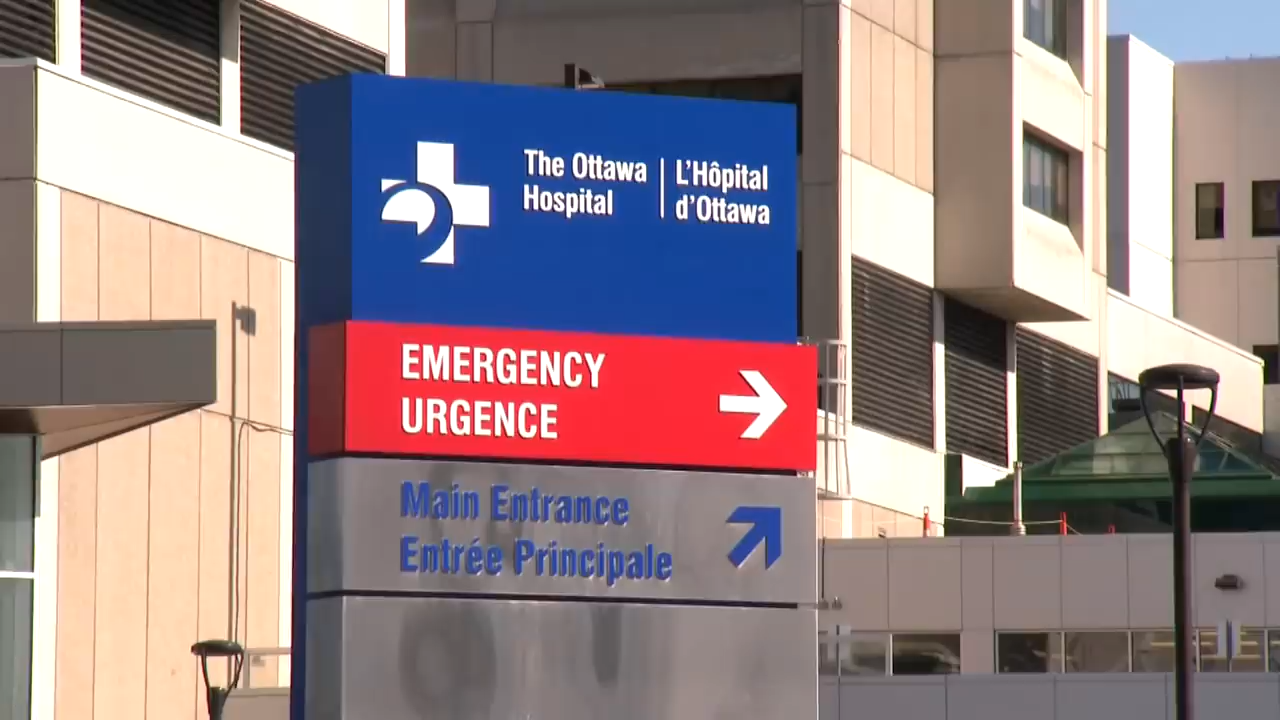 The Ottawa
Hospital
L'Hôpital
d'Ottawa
EMERGENCY
URGENCE
Main Entrance
Entrée Principale